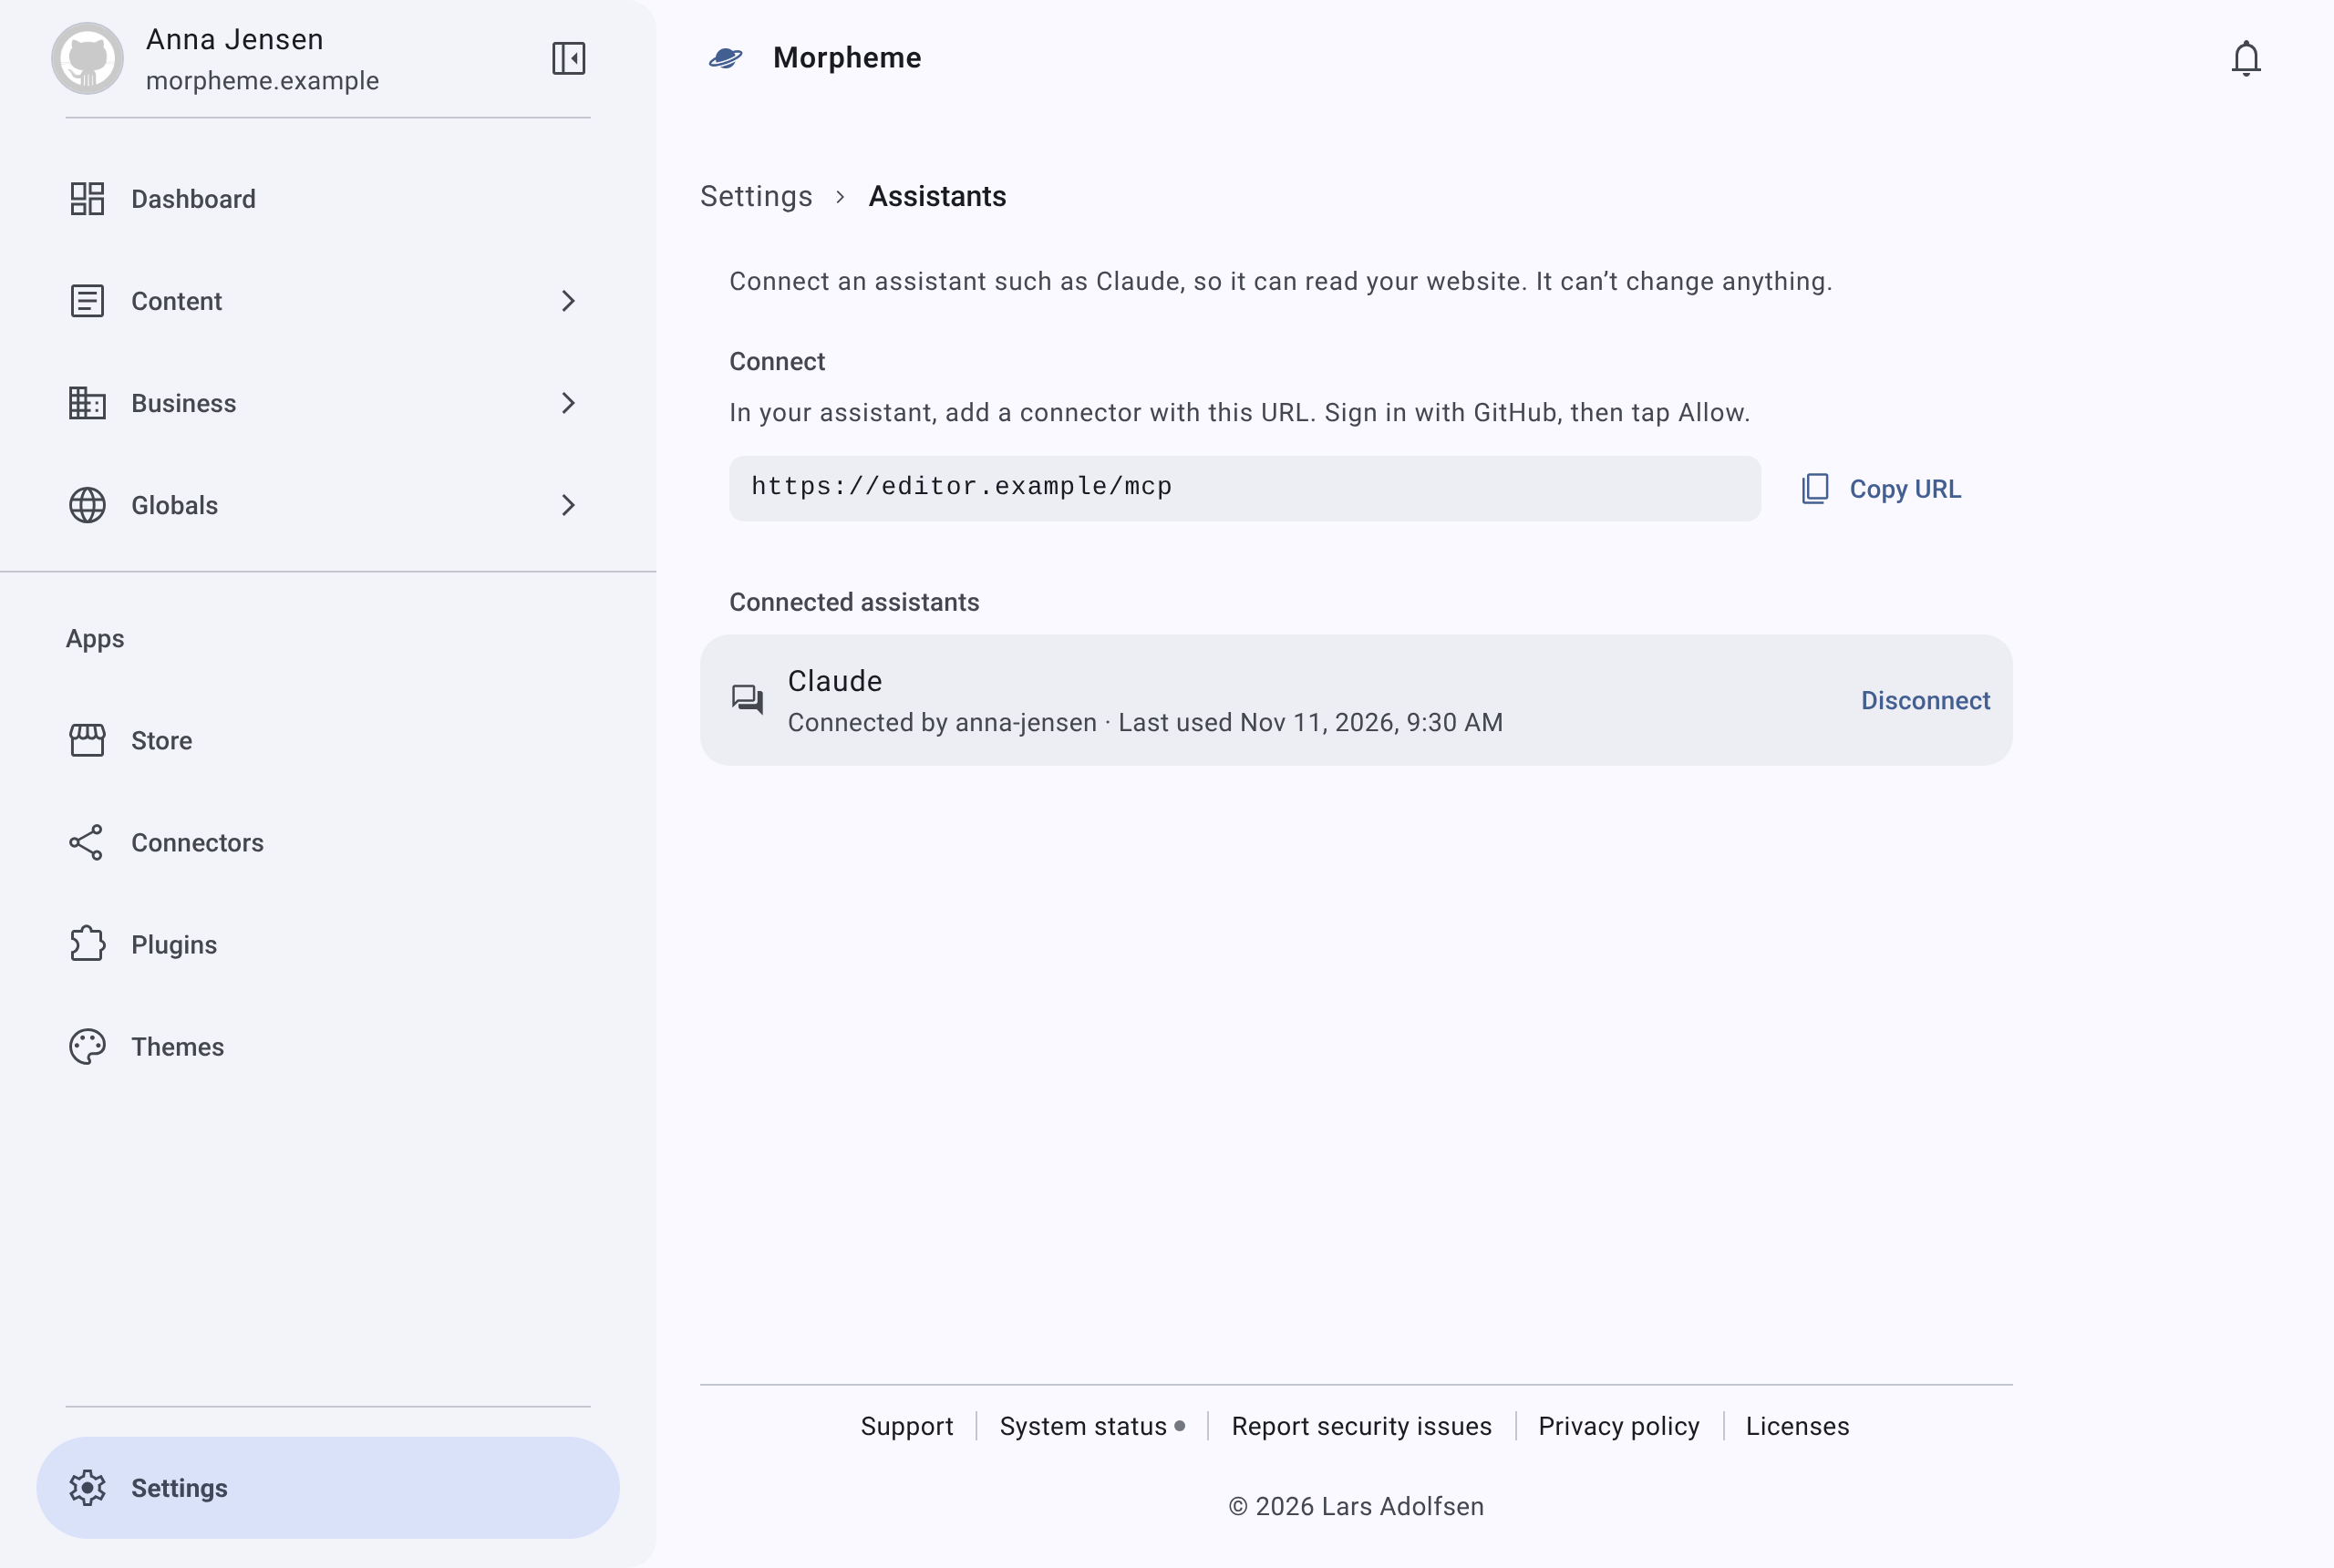 Anna Jensen
morpheme.example
Dashboard
Content
Business
Globals
Apps
Store
Connectors
Plugins
Themes
Settings
Morpheme
Settings › Assistants
Connect an assistant such as Claude, so it can read your website. It can’t change anything.
Connect
In your assistant, add a connector with this URL. Sign in with GitHub, then tap Allow.
https://editor.example/mcp
Copy URL
Connected assistants
Claude
Connected by anna-jensen · Last used Nov 11, 2026, 9:30 AM
Disconnect
Support
System status
Report security issues
Privacy policy
Licenses
© 2026 Lars Adolfsen